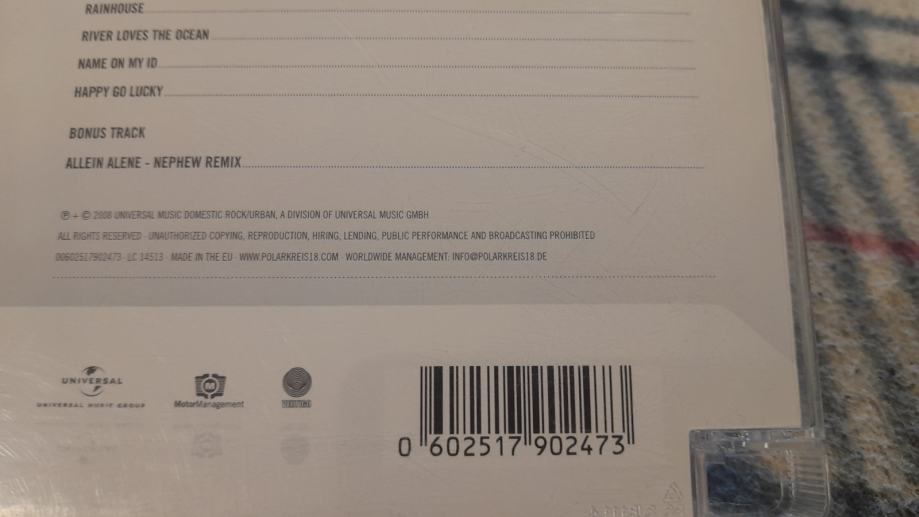 RAINHOUSE
RIVER LOVES THE OCEAN
NAME ON MY ID
HAPPY GO LUCKY
BONUS TRACK
ALLEIN ALENE - NEPHEW REMIX
℗ + © 2008 UNIVERSAL MUSIC DOMESTIC ROCK/URBAN, A DIVISION OF UNIVERSAL MUSIC GMBH
ALL RIGHTS RESERVED · UNAUTHORIZED COPYING, REPRODUCTION, HIRING, LENDING, PUBLIC PERFORMANCE AND BROADCASTING PROHIBITED
00602517902473 · LC 14513 · MADE IN THE EU · WWW.POLARKREIS18.COM · WORLDWIDE MANAGEMENT: INFO@POLARKREIS18.DE
UNIVERSAL
UNIVERSAL MUSIC GROUP
M
MotorManagement
VERTIGO
0 602517 902473